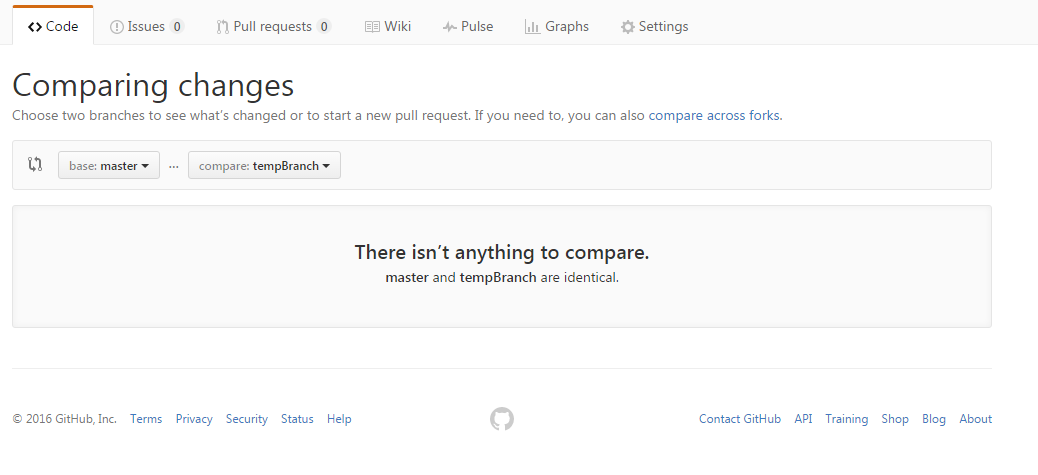 Code Issues 0 Pull requests 0 Wiki Pulse Graphs Settings
Comparing changes
Choose two branches to see what's changed or to start a new pull request. If you need to, you can also compare across forks.
base: master ... compare: tempBranch
There isn't anything to compare.
master and tempBranch are identical.
© 2016 GitHub, Inc. Terms Privacy Security Status Help Contact GitHub API Training Shop Blog About